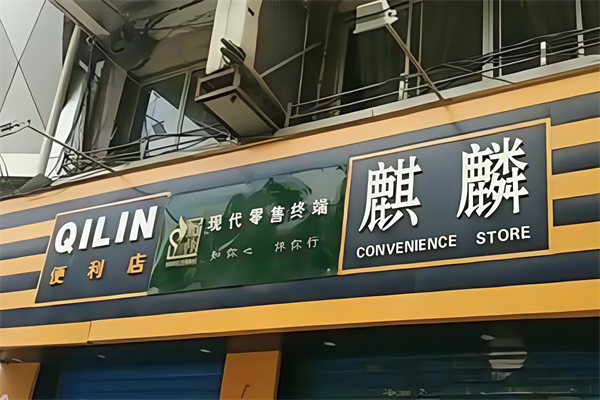 QILIN
便利店
现代零售终端
知你心 伴你行
麒麟
CONVENIENCE STORE